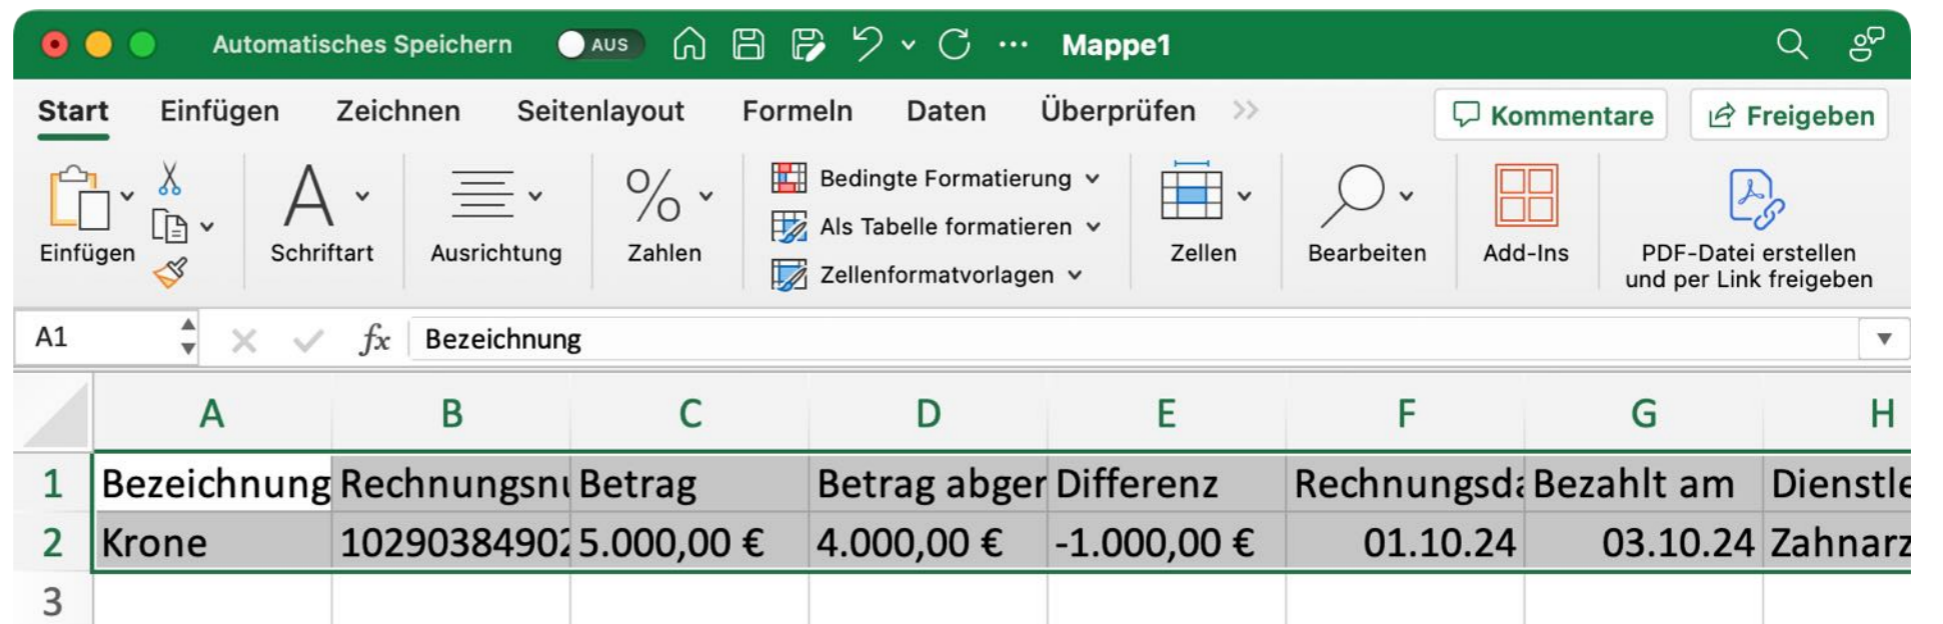 Automatisches Speichern AUS Mappe1
Start Einfügen Zeichnen Seitenlayout Formeln Daten Überprüfen Kommentare Freigeben
Bedingte Formatierung
Als Tabelle formatieren
Zellenformatvorlagen
Einfügen Schriftart Ausrichtung Zahlen Zellen Bearbeiten Add-Ins PDF-Datei erstellen
und per Link freigeben
A1 fx Bezeichnung
A B C D E F G H
1 Bezeichnung Rechnungsnu Betrag Betrag abger Differenz Rechnungsda Bezahlt am Dienstle
2 Krone 10290384902 5.000,00 € 4.000,00 € -1.000,00 € 01.10.24 03.10.24 Zahnarz
3